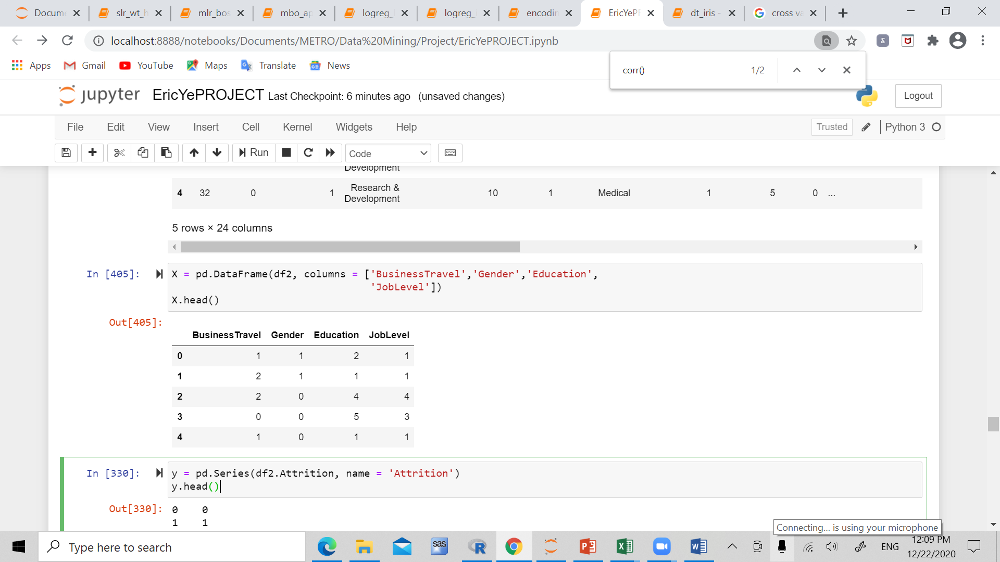 Docume
slr_wt_h
mlr_bos
mbo_ap
logreg_
logreg_
encodin
EricYePF
dt_iris -
cross va
localhost:8888/notebooks/Documents/METRO/Data%20Mining/Project/EricYePROJECT.ipynb
Apps
Gmail
YouTube
Maps
Translate
News
corr()
1/2
jupyter
EricYePROJECT
Last Checkpoint: 6 minutes ago
(unsaved changes)
Logout
File
Edit
View
Insert
Cell
Kernel
Widgets
Help
Trusted
Python 3
Run
Code
Development
4 32 0 1 Research & Development 10 1 Medical 1 5 0 ...
5 rows × 24 columns
In [405]:
X = pd.DataFrame(df2, columns = ['BusinessTravel','Gender','Education',
'JobLevel'])
X.head()
Out[405]:
BusinessTravel Gender Education JobLevel
0 1 1 2 1
1 2 1 1 1
2 2 0 4 4
3 0 0 5 3
4 1 0 1 1
In [330]:
y = pd.Series(df2.Attrition, name = 'Attrition')
y.head()
Out[330]:
0 0
1 1
Connecting... is using your microphone
Type here to search
sas
ENG
12:09 PM
12/22/2020